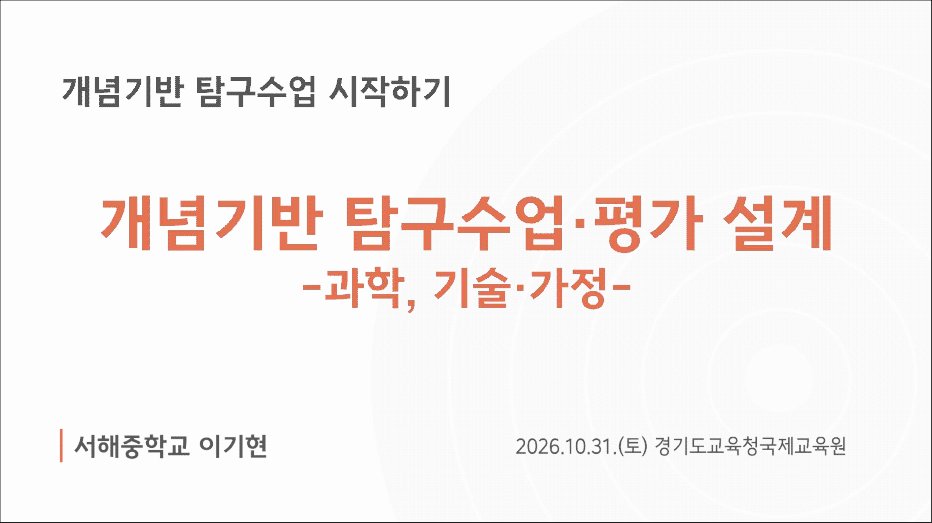 개념기반 탐구수업 시작하기
개념기반 탐구수업·평가 설계
-과학, 기술·가정-
서해중학교 이기현
2026.10.31.(토) 경기도교육청국제교육원